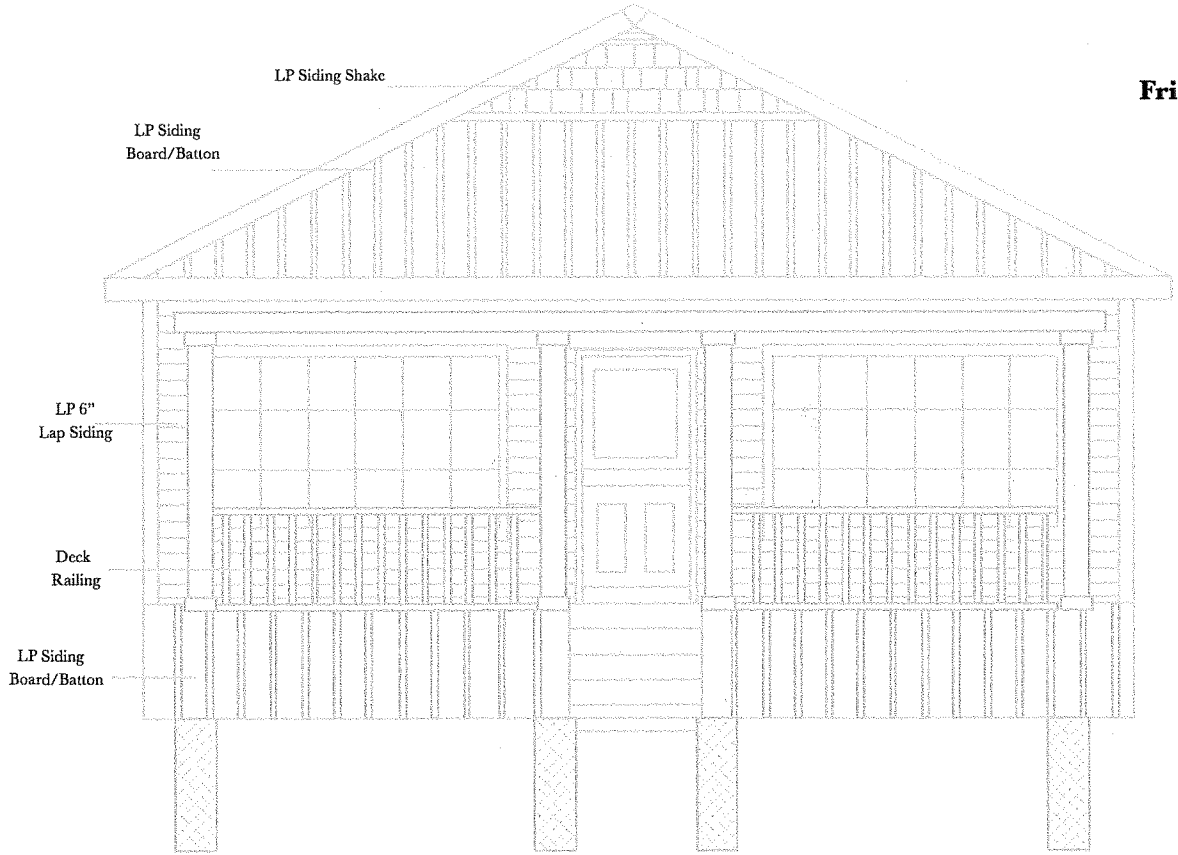 LP Siding Shake
Fri
LP Siding
Board/Batton
LP 6"
Lap Siding
Deck
Railing
LP Siding
Board/Batton